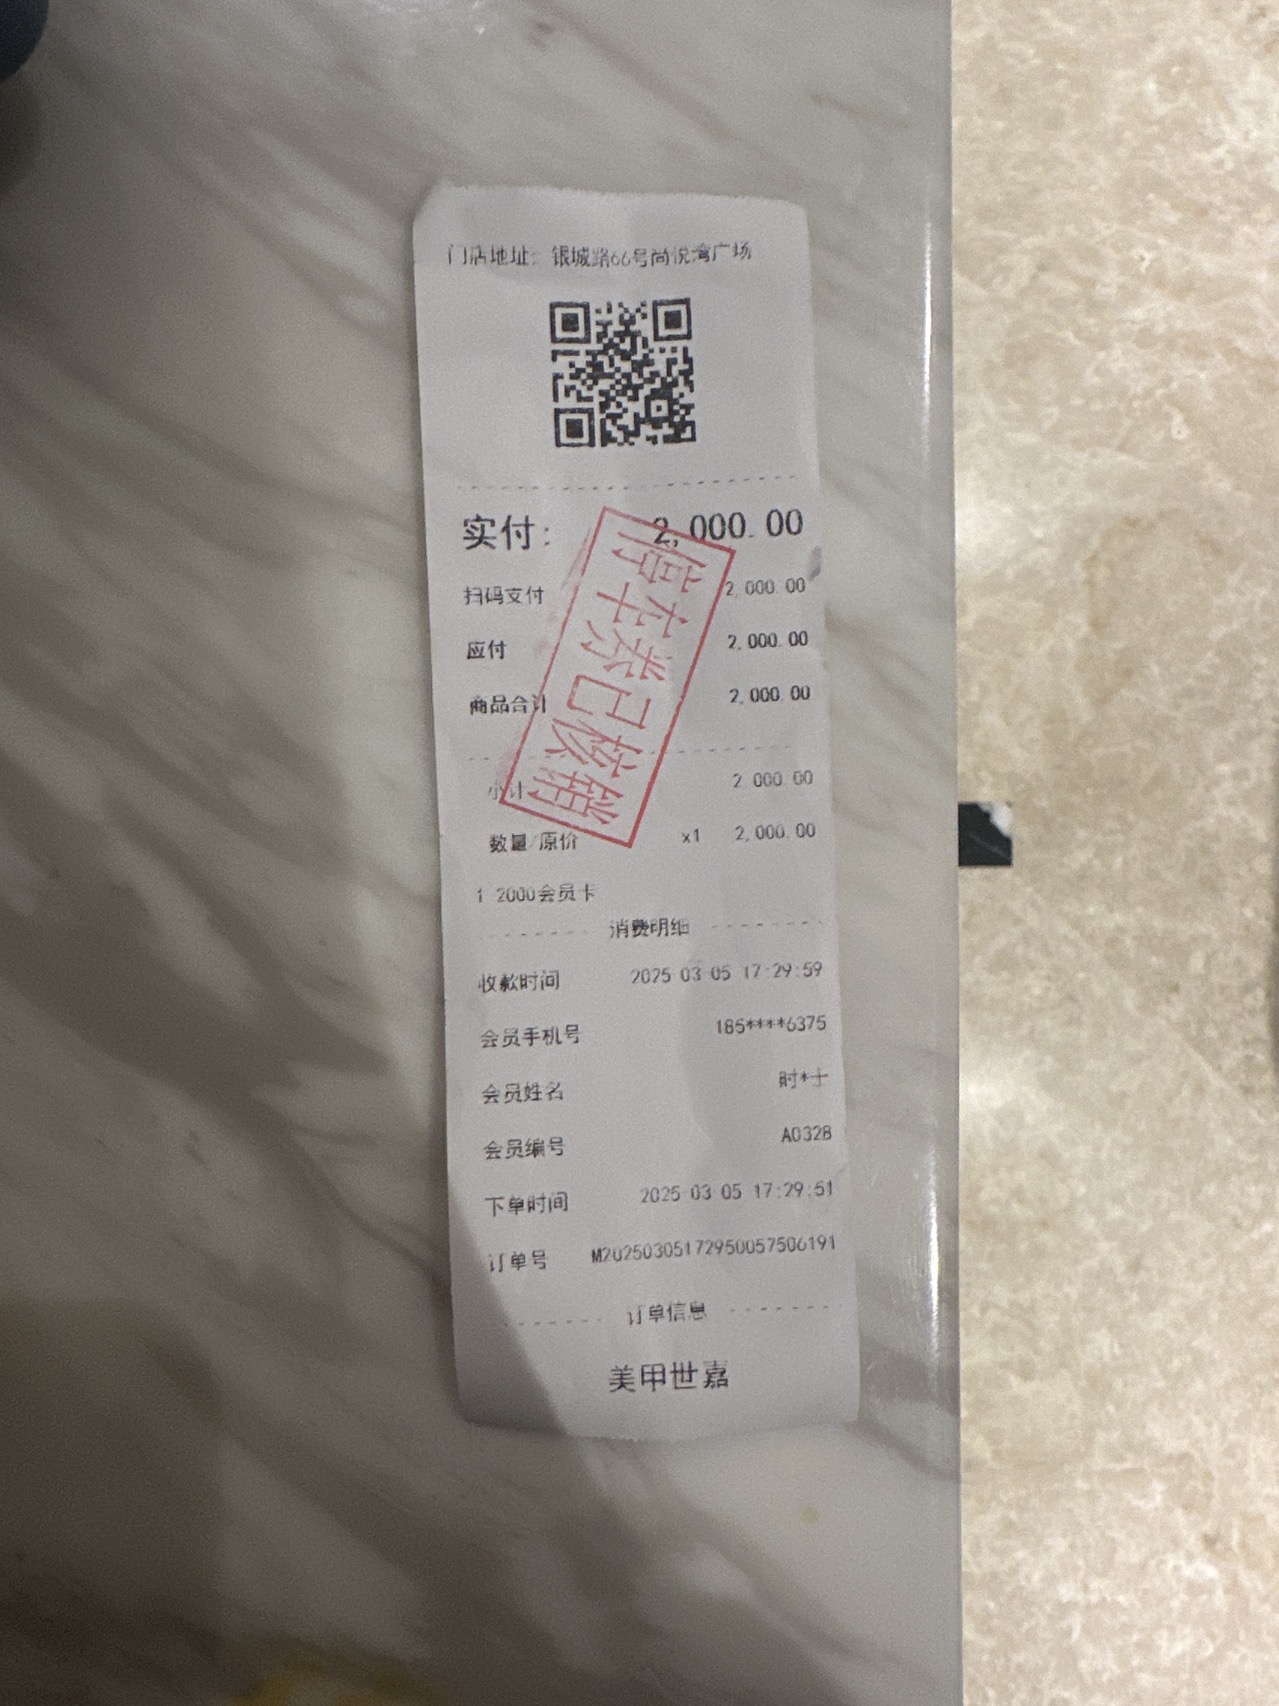 门店地址：银城路66号尚悦湾广场
实付： 2,000.00
扫码支付 2,000.00
应付 2,000.00
商品合计 2,000.00
小计 2,000.00
数量/原价 x1 2,000.00
1 2000会员卡
消费明细
收款时间 2025-03-05 17:29:59
会员手机号 185****6375
会员姓名
会员编号 A0328
下单时间 2025-03-05 17:29:51
订单号 M20250305172950057506191
订单信息
美甲世嘉
停车券已核销